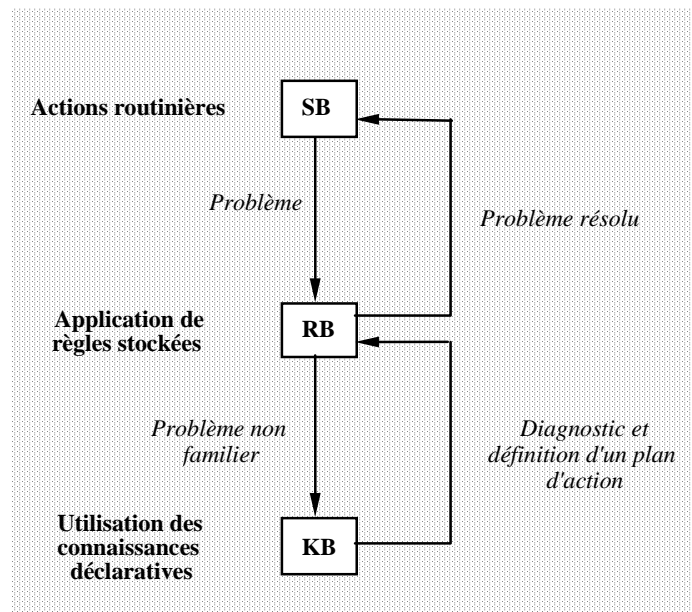 Actions routinières
SB
Problème
Problème résolu
Application de
règles stockées
RB
Problème non
familier
Diagnostic et
définition d'un plan
d'action
Utilisation des
connaissances
déclaratives
KB